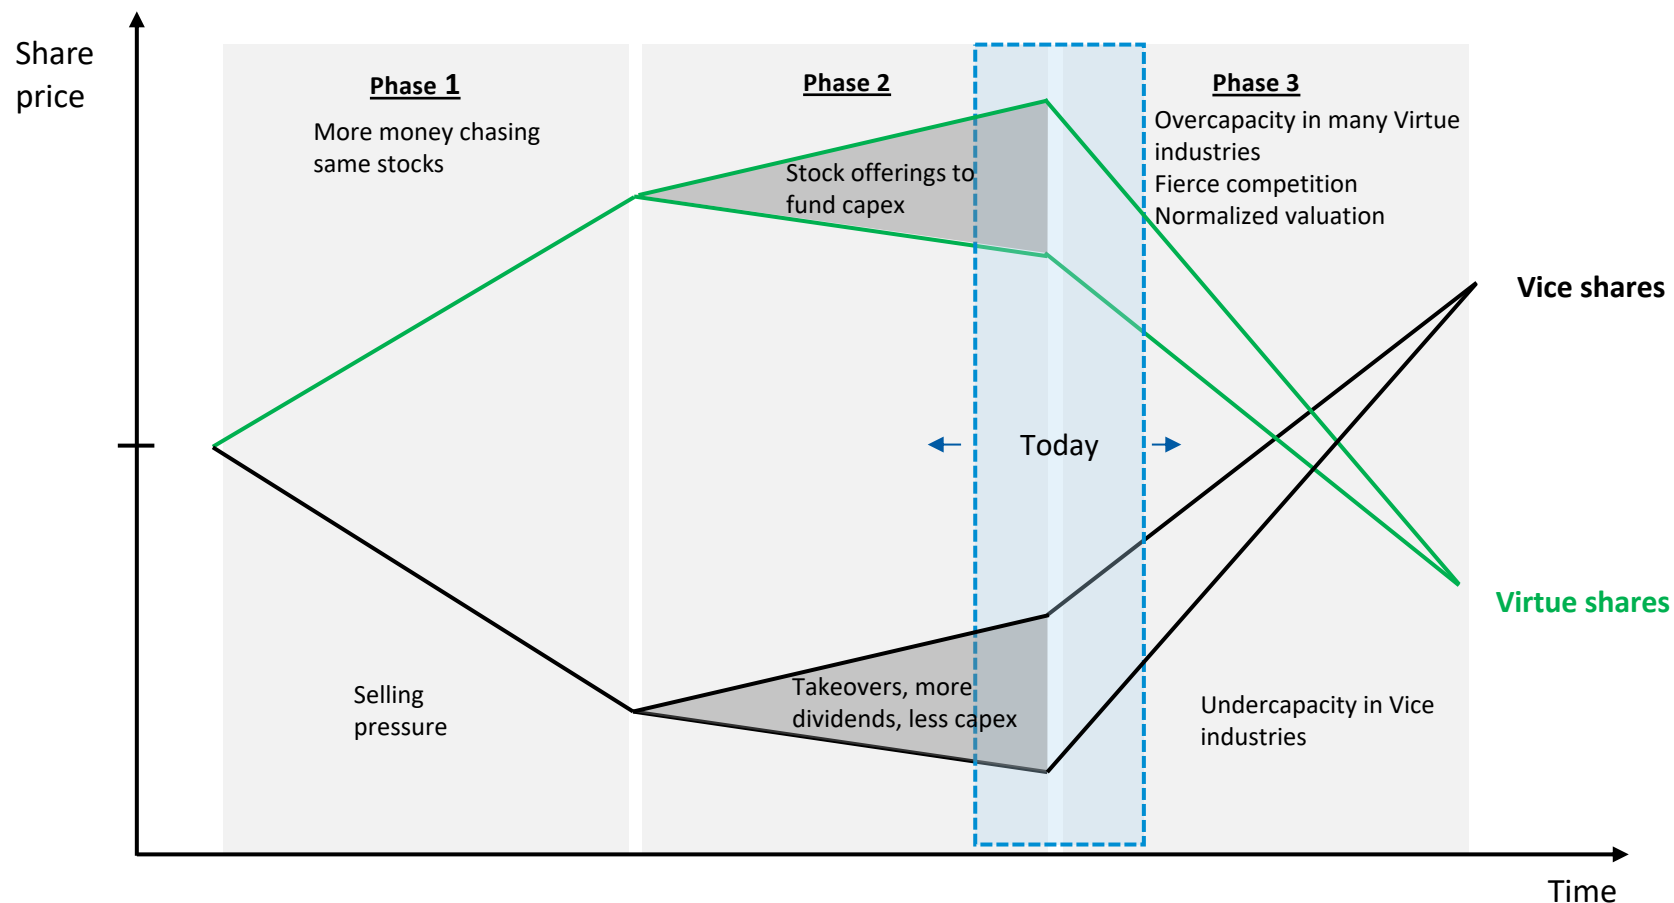 Share
price
Phase 1
More money chasing
same stocks
Phase 2
Stock offerings to
fund capex
Phase 3
Overcapacity in many Virtue
industries
Fierce competition
Normalized valuation
Vice shares
Today
Virtue shares
Selling
pressure
Takeovers, more
dividends, less capex
Undercapacity in Vice
industries
Time